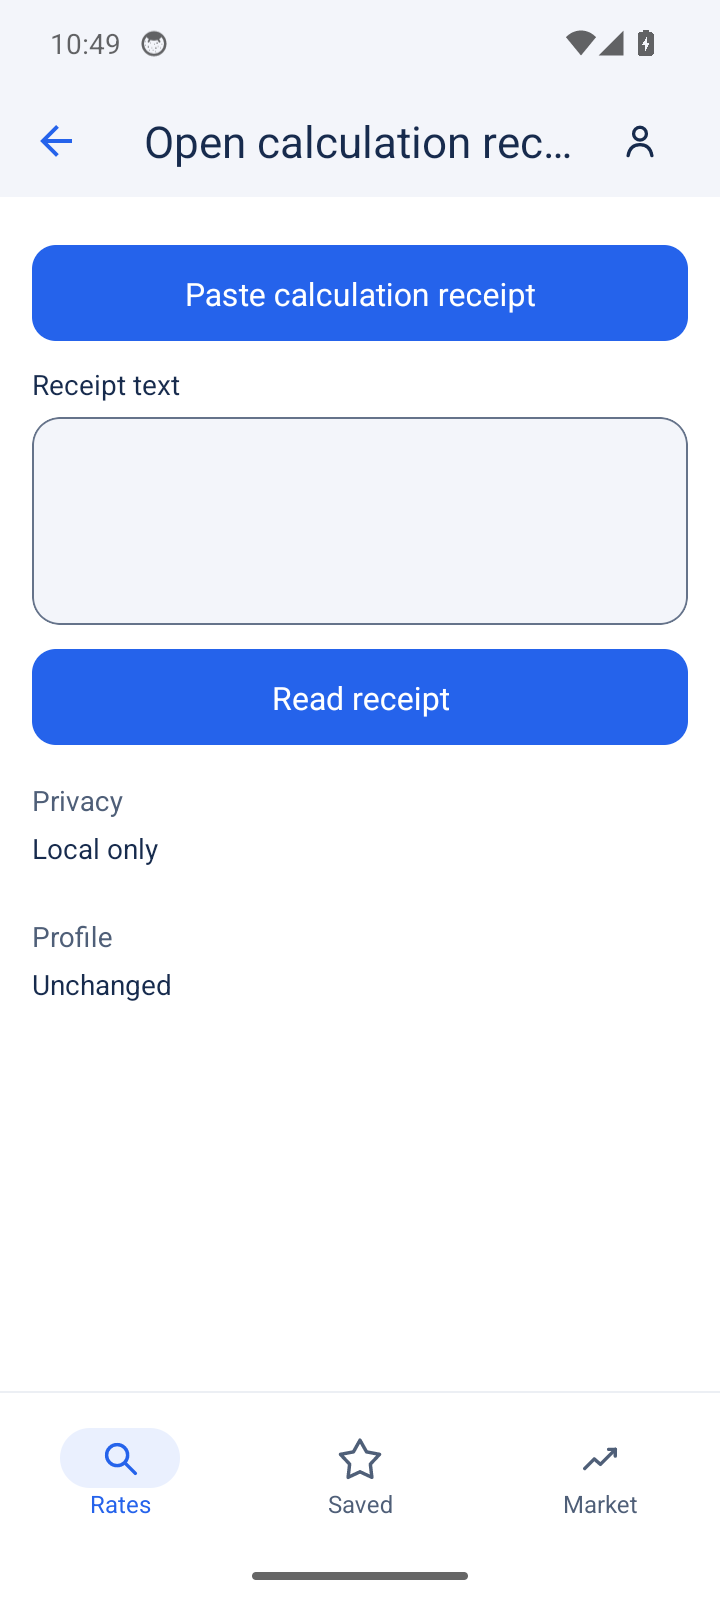 10:49
Open calculation rec...
Paste calculation receipt
Receipt text
Read receipt
Privacy
Local only
Profile
Unchanged
Rates
Saved
Market